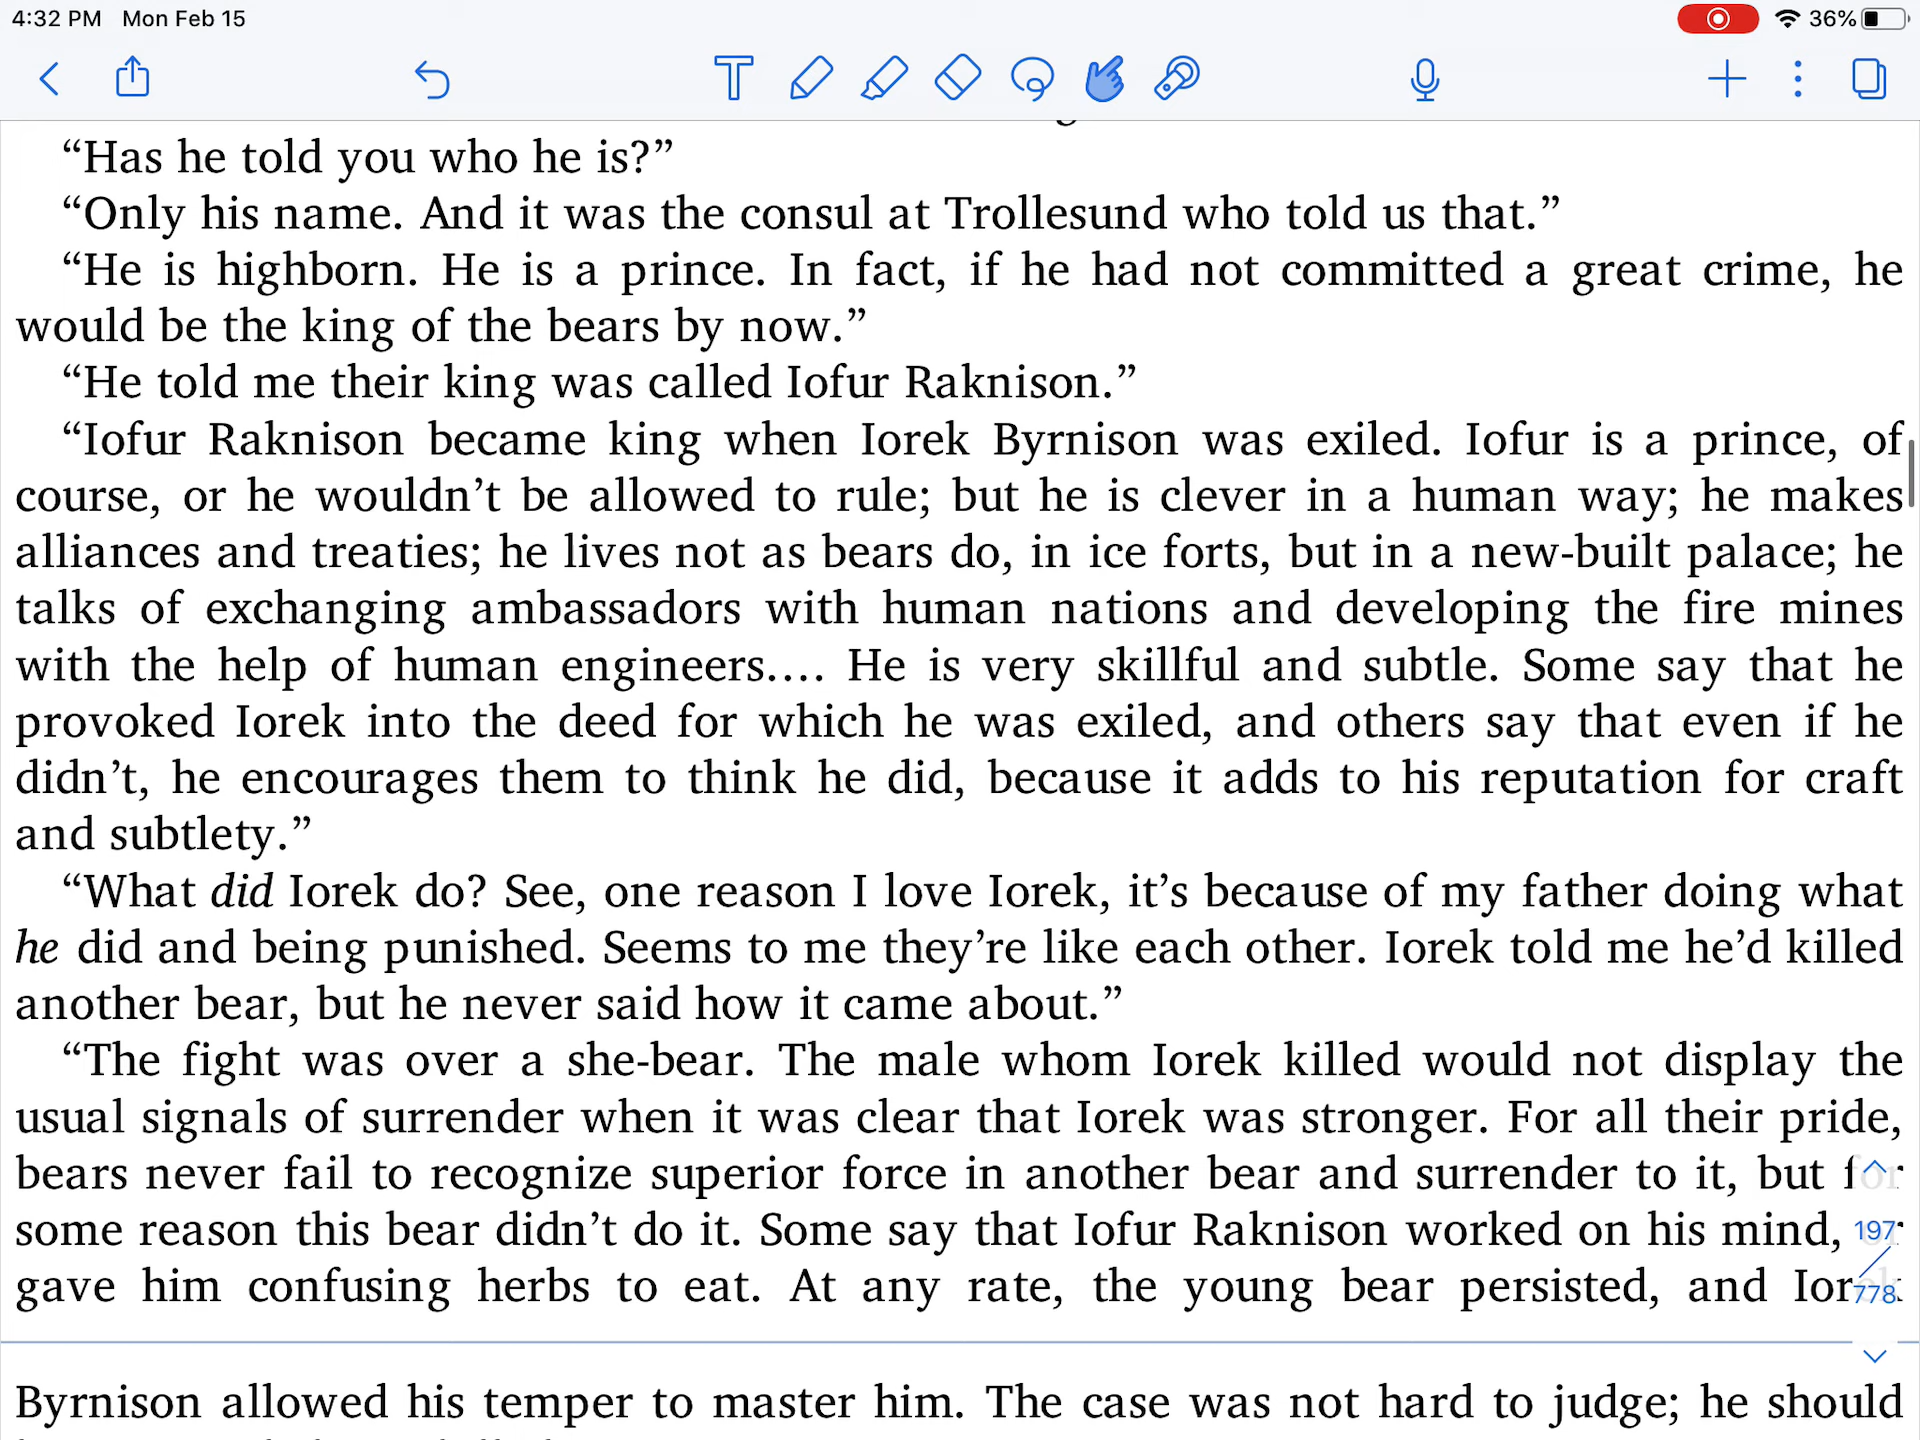 4:32 PM Mon Feb 15 36%
“Has he told you who he is?”
“Only his name. And it was the consul at Trollesund who told us that.”
“He is highborn. He is a prince. In fact, if he had not committed a great crime, he
would be the king of the bears by now.”
“He told me their king was called Iofur Raknison.”
“Iofur Raknison became king when Iorek Byrnison was exiled. Iofur is a prince, of
course, or he wouldn’t be allowed to rule; but he is clever in a human way; he makes
alliances and treaties; he lives not as bears do, in ice forts, but in a new-built palace; he
talks of exchanging ambassadors with human nations and developing the fire mines
with the help of human engineers.... He is very skillful and subtle. Some say that he
provoked Iorek into the deed for which he was exiled, and others say that even if he
didn’t, he encourages them to think he did, because it adds to his reputation for craft
and subtlety.”
“What did Iorek do? See, one reason I love Iorek, it’s because of my father doing what
he did and being punished. Seems to me they’re like each other. Iorek told me he’d killed
another bear, but he never said how it came about.”
“The fight was over a she-bear. The male whom Iorek killed would not display the
usual signals of surrender when it was clear that Iorek was stronger. For all their pride,
bears never fail to recognize superior force in another bear and surrender to it, but for
some reason this bear didn’t do it. Some say that Iofur Raknison worked on his mind, or
197
gave him confusing herbs to eat. At any rate, the young bear persisted, and Iorek
778
Byrnison allowed his temper to master him. The case was not hard to judge; he should